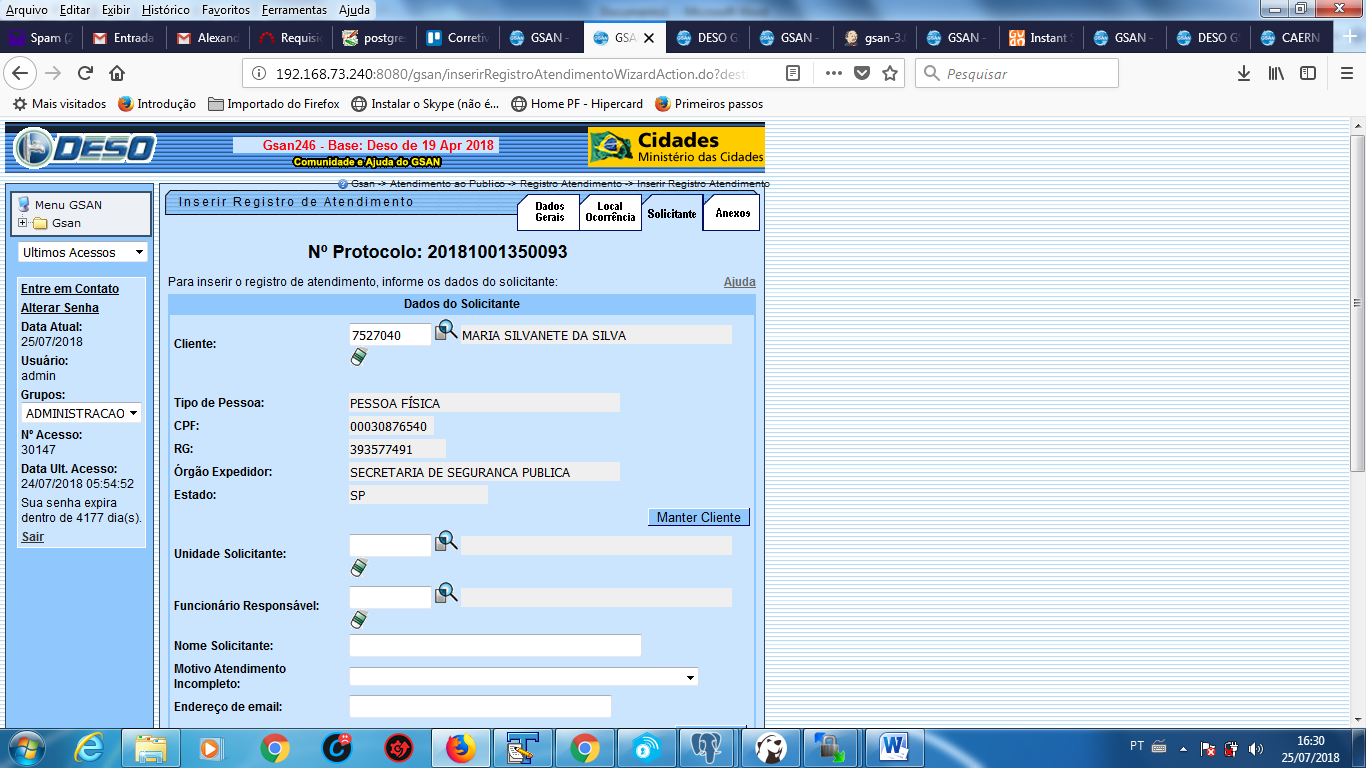 Arquivo Editar Exibir Histórico Favoritos Ferramentas Ajuda
Spam (2 Entrada Alexand Requisi postgre Corretiv GSAN - GSA DESO G GSAN - gsan-3. GSAN - Instant S GSAN - DESO GS CAERN
192.168.73.240:8080/gsan/inserirRegistroAtendimentoWizardAction.do?dest
Pesquisar
Mais visitados Introdução Importado do Firefox Instalar o Skype (não é... Home PF - Hipercard Primeiros passos
DESO
Gsan246 - Base: Deso de 19 Apr 2018
Comunidade e Ajuda do GSAN
Cidades
Ministério das Cidades
Gsan -> Atendimento ao Publico -> Registro Atendimento -> Inserir Registro Atendimento
Menu GSAN
Gsan
Ultimos Acessos
Entre em Contato
Alterar Senha
Data Atual:
25/07/2018
Usuário:
admin
Grupos:
ADMINISTRACAO
Nº Acesso:
30147
Data Ult. Acesso:
24/07/2018 05:54:52
Sua senha expira
dentro de 4177 dia(s).
Sair
Inserir Registro de Atendimento
Dados Gerais
Local Ocorrência
Solicitante
Anexos
Nº Protocolo: 20181001350093
Para inserir o registro de atendimento, informe os dados do solicitante: Ajuda
Dados do Solicitante
Cliente: 7527040 MARIA SILVANETE DA SILVA
Tipo de Pessoa: PESSOA FÍSICA
CPF: 00030876540
RG: 393577491
Órgão Expedidor: SECRETARIA DE SEGURANCA PUBLICA
Estado: SP
Manter Cliente
Unidade Solicitante:
Funcionário Responsável:
Nome Solicitante:
Motivo Atendimento
Incompleto:
Endereço de email:
PT
16:30
25/07/2018